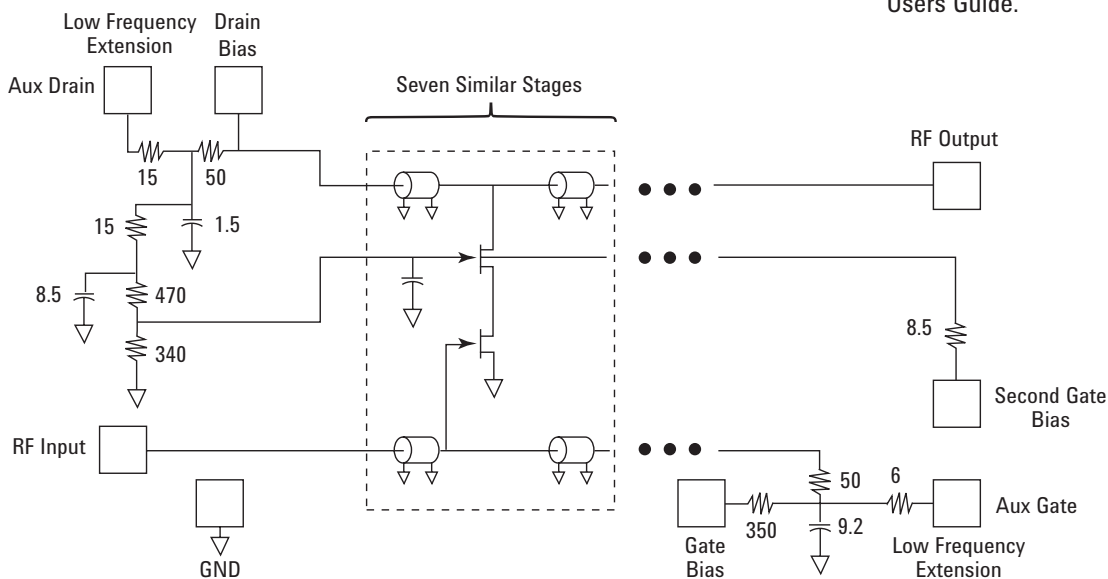 Users Guide.
Low Frequency
Extension
Drain
Bias
Aux Drain
Seven Similar Stages
RF Output
15
50
15
1.5
8.5
470
340
8.5
Second Gate
Bias
RF Input
50
6
350
9.2
Aux Gate
GND
Gate
Bias
Low Frequency
Extension